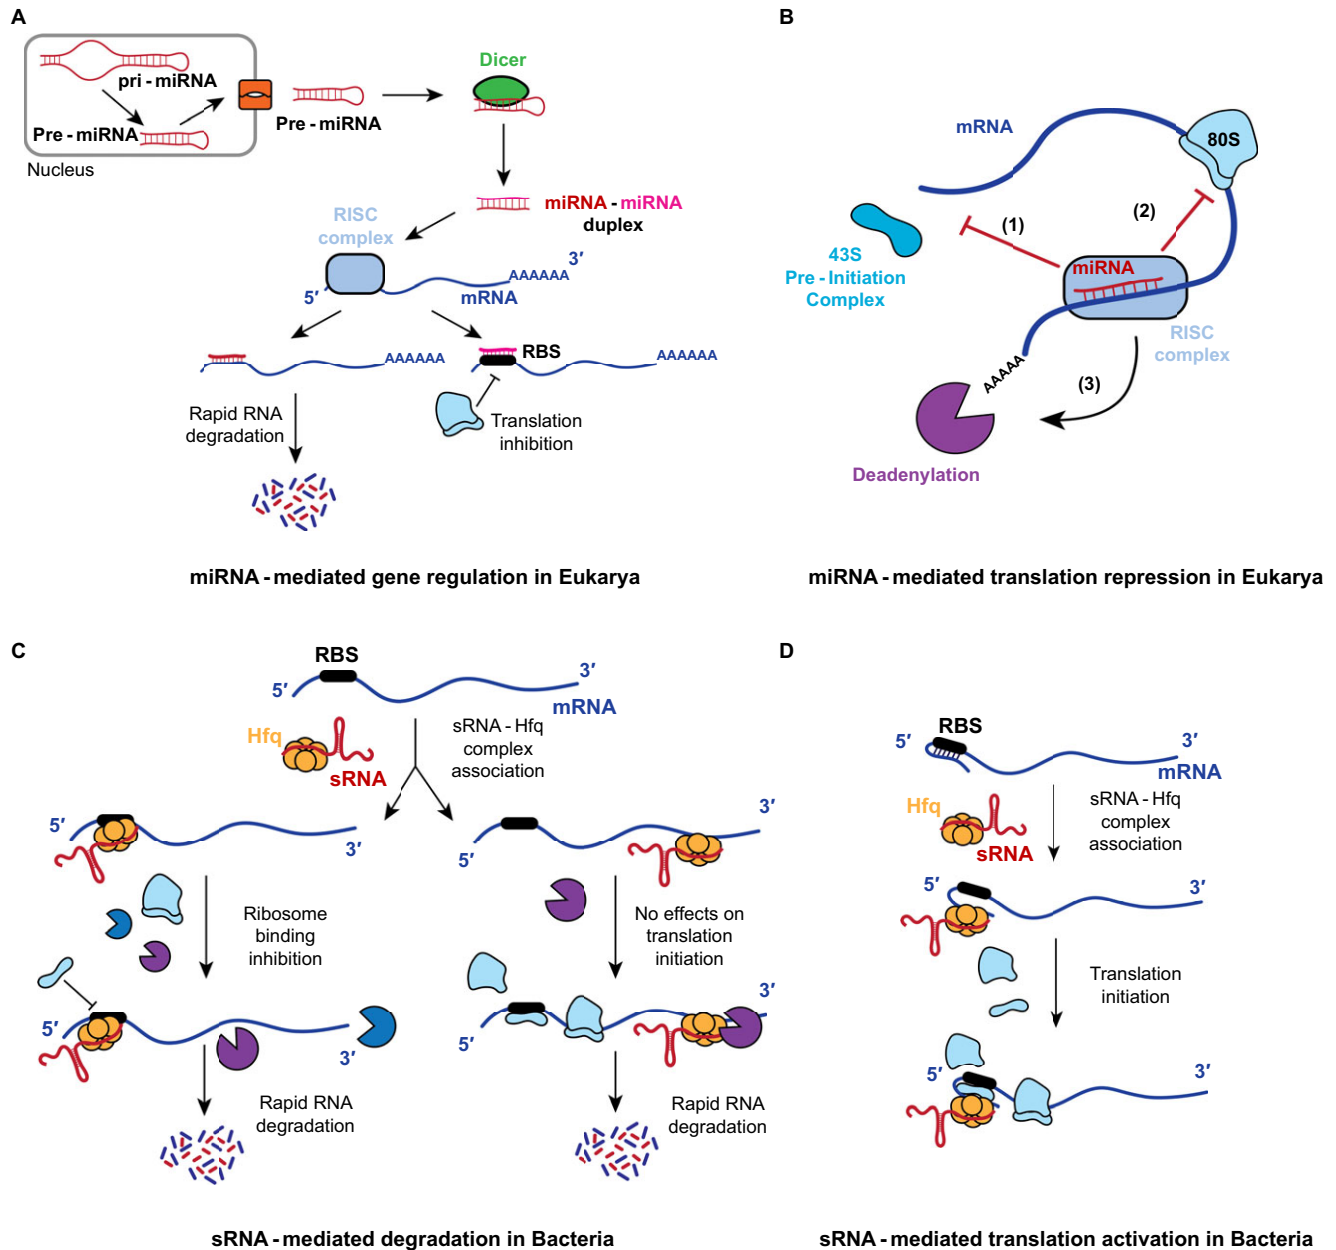 A
pri - miRNA
Pre - miRNA
Nucleus
Pre - miRNA
Dicer
miRNA - miRNA
duplex
RISC
complex
5′
mRNA
AAAAAA
3′
AAAAAA
RBS
AAAAAA
Rapid RNA
degradation
Translation
inhibition
miRNA - mediated gene regulation in Eukarya
B
mRNA
80S
43S
Pre - Initiation
Complex
(1)
(2)
miRNA
RISC
complex
AAAAA
(3)
Deadenylation
miRNA - mediated translation repression in Eukarya
C
RBS
5′
3′
mRNA
Hfq
sRNA
sRNA - Hfq
complex
association
5′
3′
Ribosome
binding
inhibition
5′
3′
Rapid RNA
degradation
5′
3′
No effects on
translation
initiation
5′
3′
Rapid RNA
degradation
sRNA - mediated degradation in Bacteria
D
RBS
5′
3′
mRNA
Hfq
sRNA
sRNA - Hfq
complex
association
5′
3′
Translation
initiation
5′
3′
sRNA - mediated translation activation in Bacteria